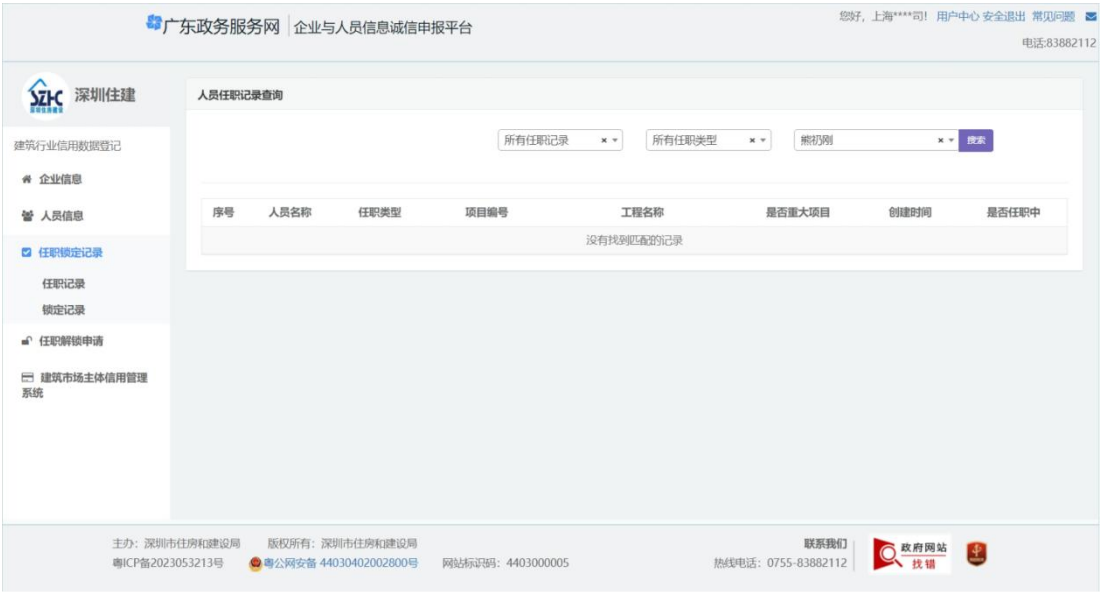 广东政务服务网 企业与人员信息诚信申报平台
您好，上海****司！ 用户中心 安全退出 常见问题
电话:83882112
深圳住建
建筑行业信用数据登记
企业信息
人员信息
任职锁定记录
任职记录
锁定记录
任职解锁申请
建筑市场主体信用管理
系统
人员任职记录查询
所有任职记录 × 所有任职类型 × 熊礽刚 × 搜索
序号 人员名称 任职类型 项目编号 工程名称 是否重大项目 创建时间 是否任职中
没有找到匹配的记录
主办：深圳市住房和建设局 版权所有：深圳市住房和建设局
粤ICP备2023053213号 粤公网安备 44030402002800号 网站标识码：4403000005
联系我们
热线电话：0755-83882112
政府网站
找错